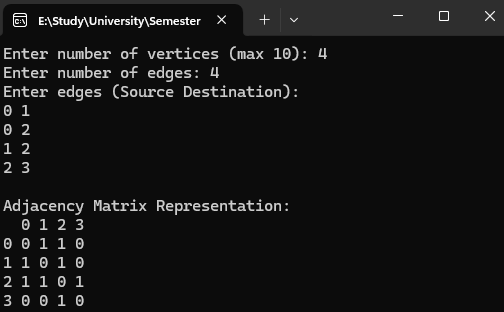 E:\Study\University\Semester
Enter number of vertices (max 10): 4
Enter number of edges: 4
Enter edges (Source Destination):
0 1
0 2
1 2
2 3
Adjacency Matrix Representation:
  0 1 2 3
0 0 1 1 0
1 1 0 1 0
2 1 1 0 1
3 0 0 1 0